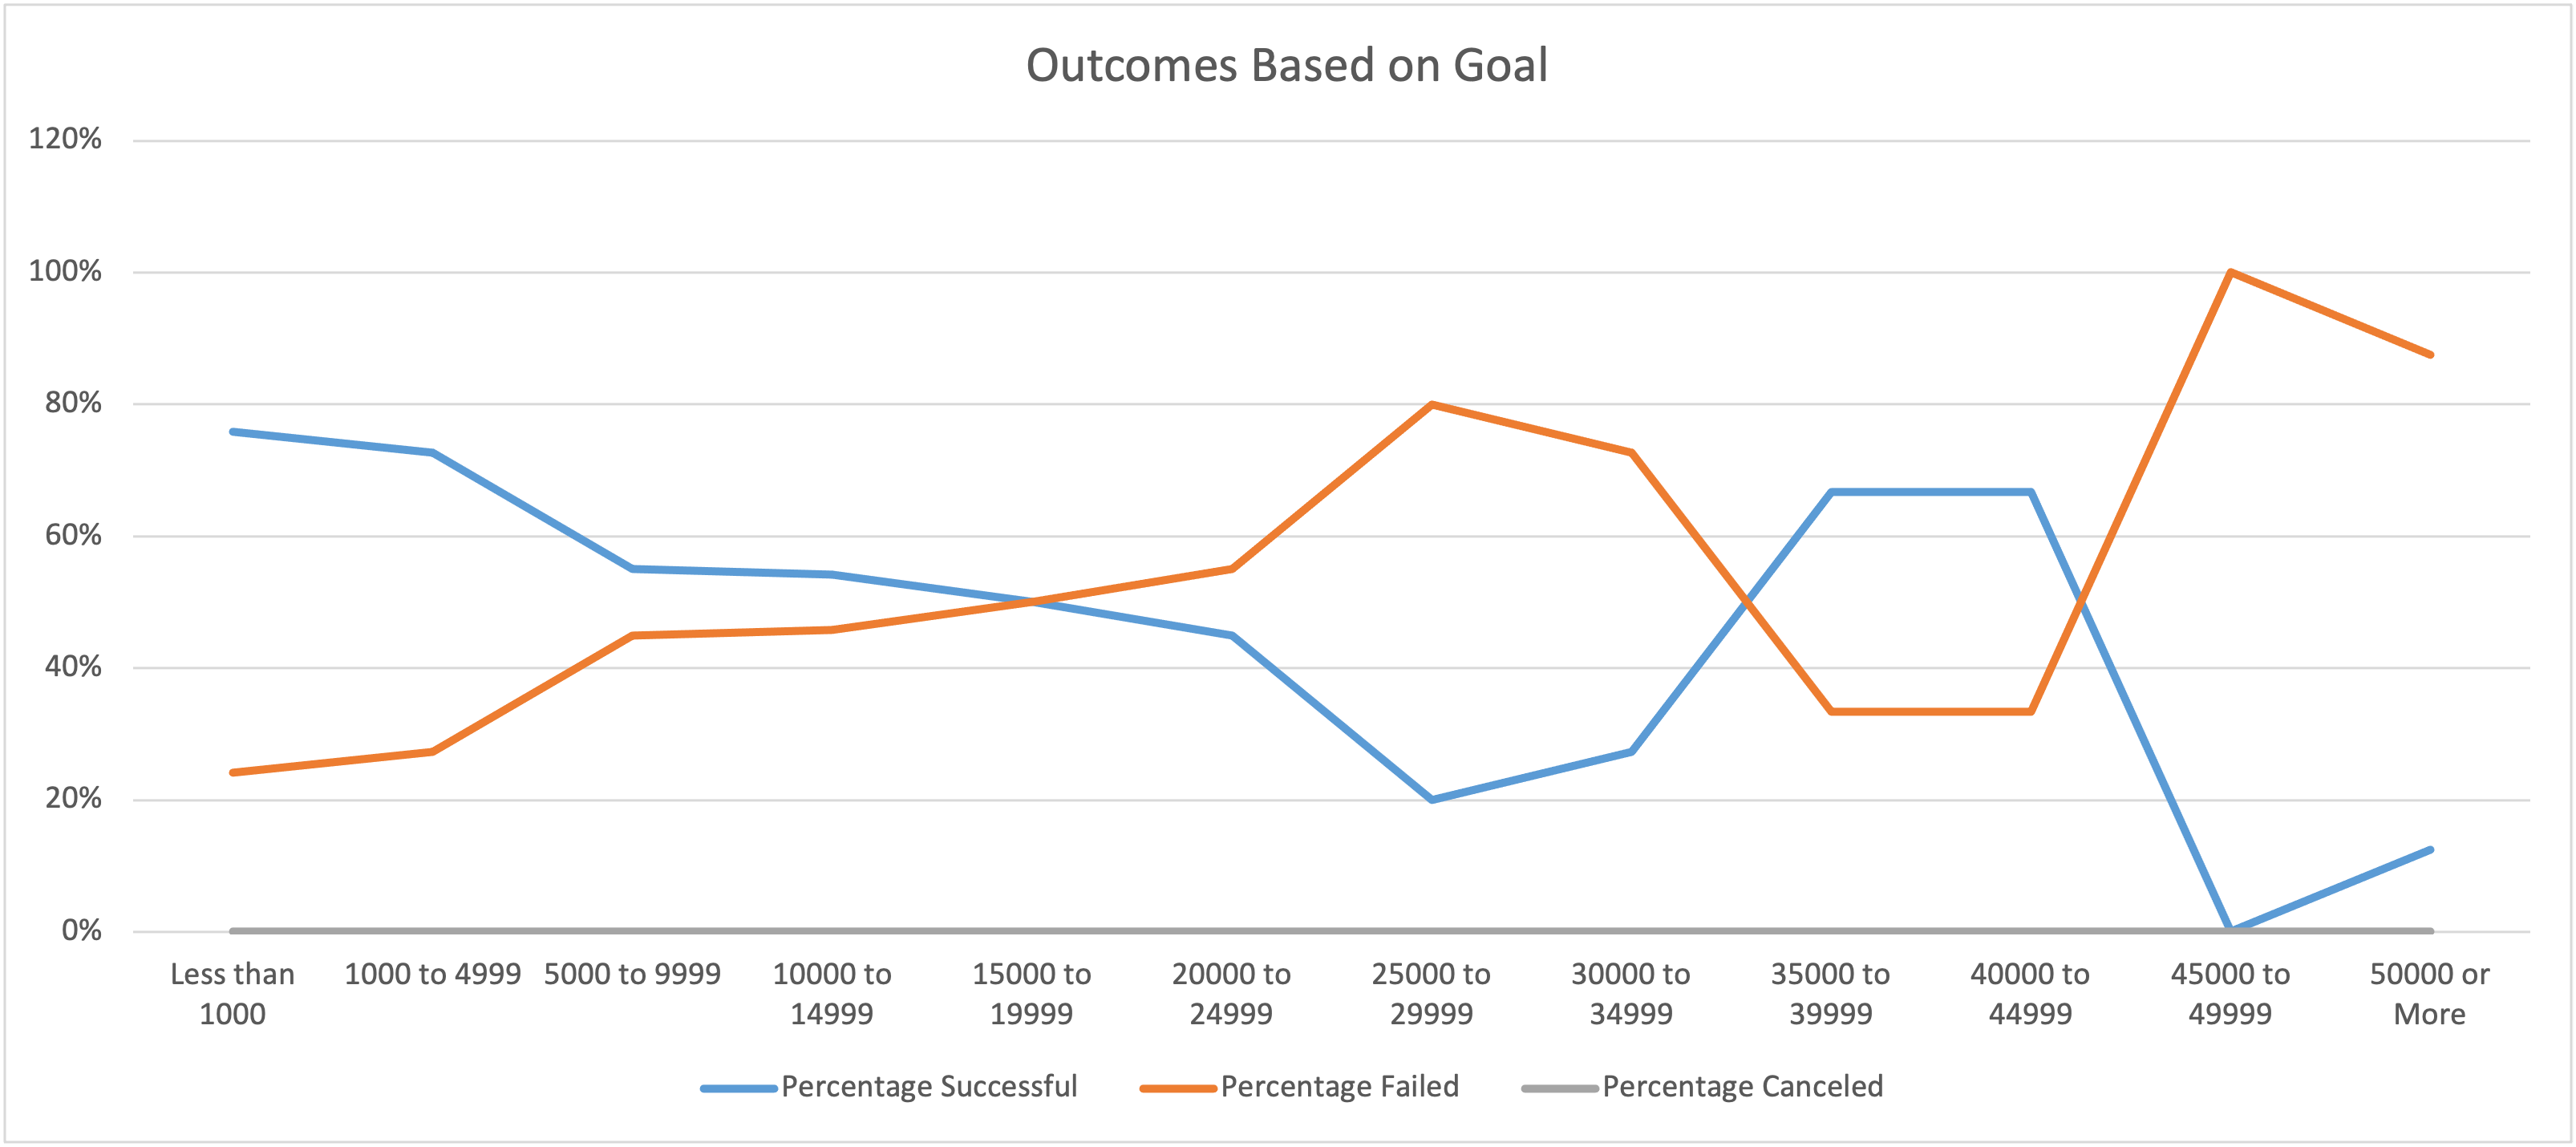 Outcomes Based on Goal
120%
100%
80%
60%
40%
20%
0%
Less than
1000
1000 to 4999
5000 to 9999
10000 to
14999
15000 to
19999
20000 to
24999
25000 to
29999
30000 to
34999
35000 to
39999
40000 to
44999
45000 to
49999
50000 or
More
Percentage Successful
Percentage Failed
Percentage Canceled